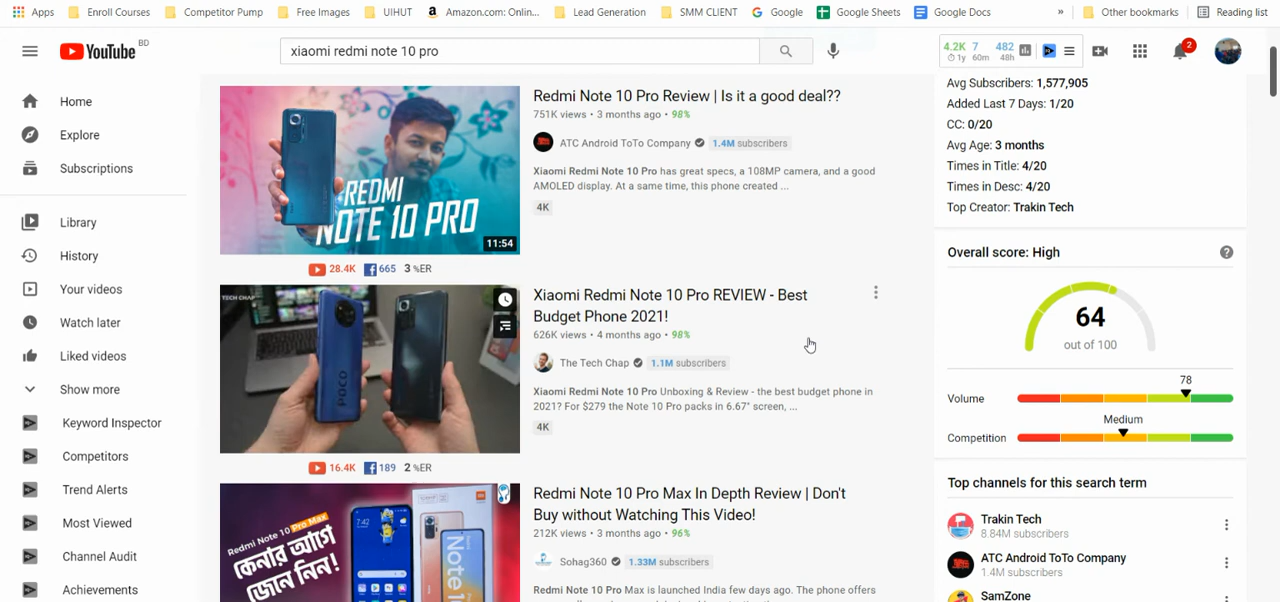 Apps Enroll Courses Competitor Pump Free Images UIHUT Amazon.com: Onlin... Lead Generation SMM CLIENT Google Google Sheets Google Docs » Other bookmarks Reading list
YouTube BD
xiaomi redmi note 10 pro
4.2K 7 482
1y 60m 48h
2
Home
Explore
Subscriptions
Library
History
Your videos
Watch later
Liked videos
Show more
Keyword Inspector
Competitors
Trend Alerts
Most Viewed
Channel Audit
Achievements
REDMI
NOTE 10 PRO
11:54
Redmi Note 10 Pro Review | Is it a good deal??
751K views • 3 months ago • 98%
ATC Android ToTo Company 1.4M subscribers
Xiaomi Redmi Note 10 Pro has great specs, a 108MP camera, and a good
AMOLED display. At a same time, this phone created ...
4K
28.4K 665 3 %ER
TECH CHAP
POCO
Xiaomi Redmi Note 10 Pro REVIEW - Best
Budget Phone 2021!
626K views • 4 months ago • 98%
The Tech Chap 1.1M subscribers
Xiaomi Redmi Note 10 Pro Unboxing & Review - the best budget phone in
2021? For $279 the Note 10 Pro packs in 6.67" screen, ...
4K
16.4K 189 2 %ER
Redmi Note 10 Pro Max
কেনার আগে
জেনে নিন!
7:42
Note 10
Redmi Note 10 Pro Max In Depth Review | Don't
Buy without Watching This Video!
212K views • 3 months ago • 96%
Sohag360 1.33M subscribers
Redmi Note 10 Pro Max is launched India few days ago. The phone offers
Avg Subscribers: 1,577,905
Added Last 7 Days: 1/20
CC: 0/20
Avg Age: 3 months
Times in Title: 4/20
Times in Desc: 4/20
Top Creator: Trakin Tech
Overall score: High
64
out of 100
78
Volume
Medium
Competition
Top channels for this search term
Trakin Tech
8.84M subscribers
ATC Android ToTo Company
1.4M subscribers
SamZone